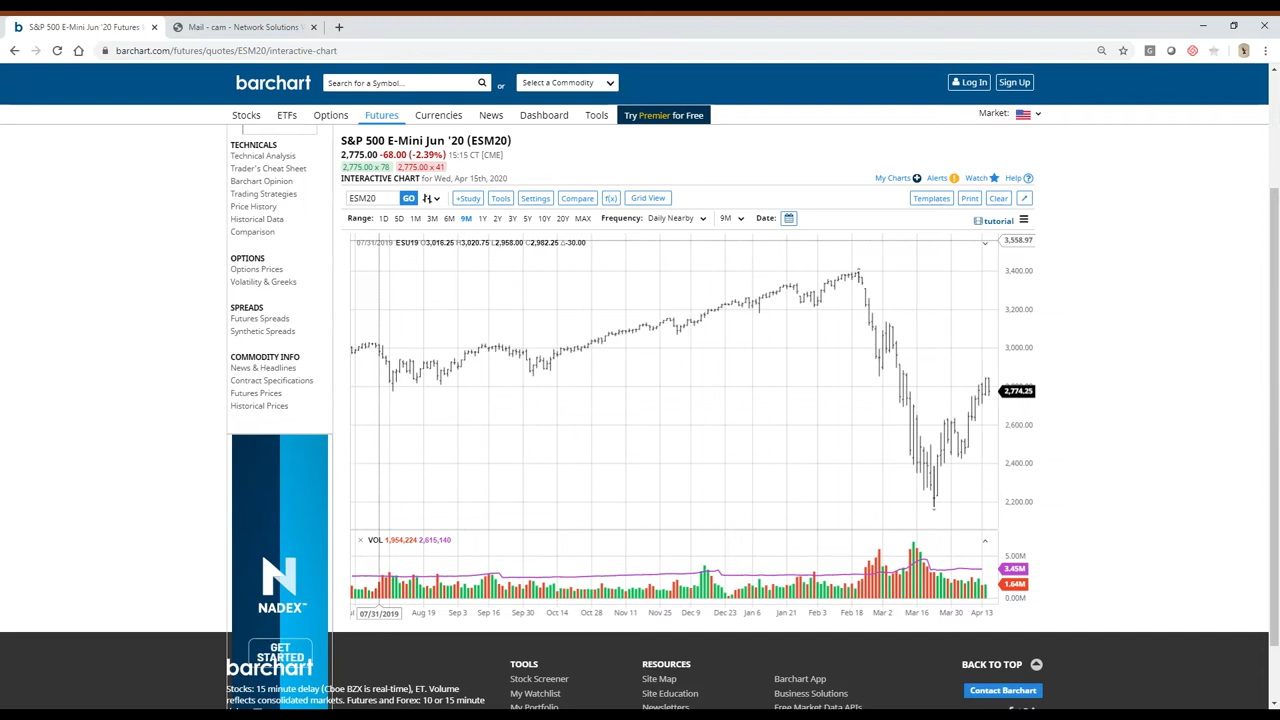 S&P 500 E-Mini Jun '20 Futures
Mail - cam - Network Solutions
barchart.com/futures/quotes/ESM20/interactive-chart
barchart
Search for a Symbol...
or
Select a Commodity
Log In
Sign Up
Stocks
ETFs
Options
Futures
Currencies
News
Dashboard
Tools
Try Premier for Free
Market:
TECHNICALS
Technical Analysis
Trader's Cheat Sheet
Barchart Opinion
Trading Strategies
Price History
Historical Data
Comparison
OPTIONS
Options Prices
Volatility & Greeks
SPREADS
Futures Spreads
Synthetic Spreads
COMMODITY INFO
News & Headlines
Contract Specifications
Futures Prices
Historical Prices
NADEX™
GET
STARTED
S&P 500 E-Mini Jun '20 (ESM20)
2,775.00 -68.00 (-2.39%) 15:15 CT [CME]
2,775.00 x 78 2,775.00 x 41
INTERACTIVE CHART for Wed, Apr 15th, 2020
My Charts
Alerts
Watch
Help
ESM20
GO
+Study
Tools
Settings
Compare
f(x)
Grid View
Templates
Print
Clear
Range: 1D 5D 1M 3M 6M 9M 1Y 2Y 3Y 5Y 10Y 20Y MAX
Frequency: Daily Nearby
9M
Date:
tutorial
07/31/2019 ESU19 O3,016.25 H3,020.75 L2,958.00 C2,982.25 Δ-30.00
3,558.97
3,400.00
3,200.00
3,000.00
2,774.25
2,600.00
2,400.00
2,200.00
VOL 1,954,224 2,615,140
5.00M
3.45M
1.64M
0.00M
07/31/2019
Aug 19
Sep 3
Sep 16
Sep 30
Oct 14
Oct 28
Nov 11
Nov 25
Dec 9
Dec 23
Jan 6
Jan 21
Feb 3
Feb 18
Mar 2
Mar 16
Mar 30
Apr 13
barchart
Stocks: 15 minute delay (Cboe BZX is real-time), ET. Volume
reflects consolidated markets. Futures and Forex: 10 or 15 minute
TOOLS
Stock Screener
My Watchlist
My Portfolio
RESOURCES
Site Map
Site Education
Newsletters
Barchart App
Business Solutions
Free Market Data APIs
BACK TO TOP
Contact Barchart